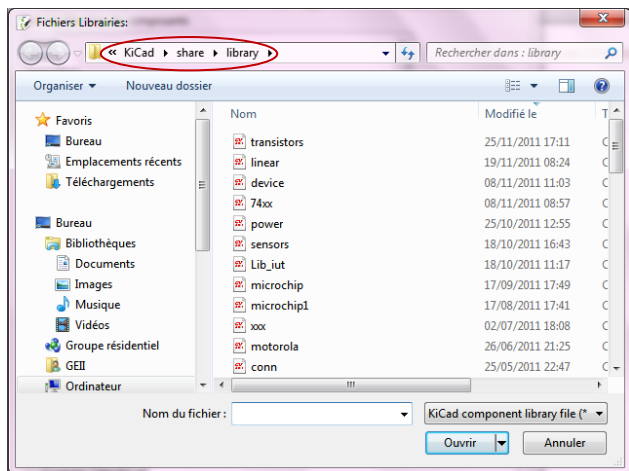 Fichiers Librairies:
« KiCad ▸ share ▸ library ▸
Rechercher dans : library
Organiser ▾ Nouveau dossier
Nom Modifié le T
Favoris
Bureau
Emplacements récents
Téléchargements
Bureau
Bibliothèques
Documents
Images
Musique
Vidéos
Groupe résidentiel
GEII
Ordinateur
transistors 25/11/2011 17:11 C
linear 19/11/2011 08:24 C
device 08/11/2011 11:03 C
74xx 08/11/2011 08:57 C
power 25/10/2011 12:55 C
sensors 18/10/2011 16:43 C
Lib_iut 18/10/2011 11:17 C
microchip 17/09/2011 17:49 C
microchip1 17/08/2011 17:41 C
xxx 02/07/2011 18:08 C
motorola 26/06/2011 21:25 C
conn 25/05/2011 22:47 C
Nom du fichier :
KiCad component library file (*
Ouvrir Annuler